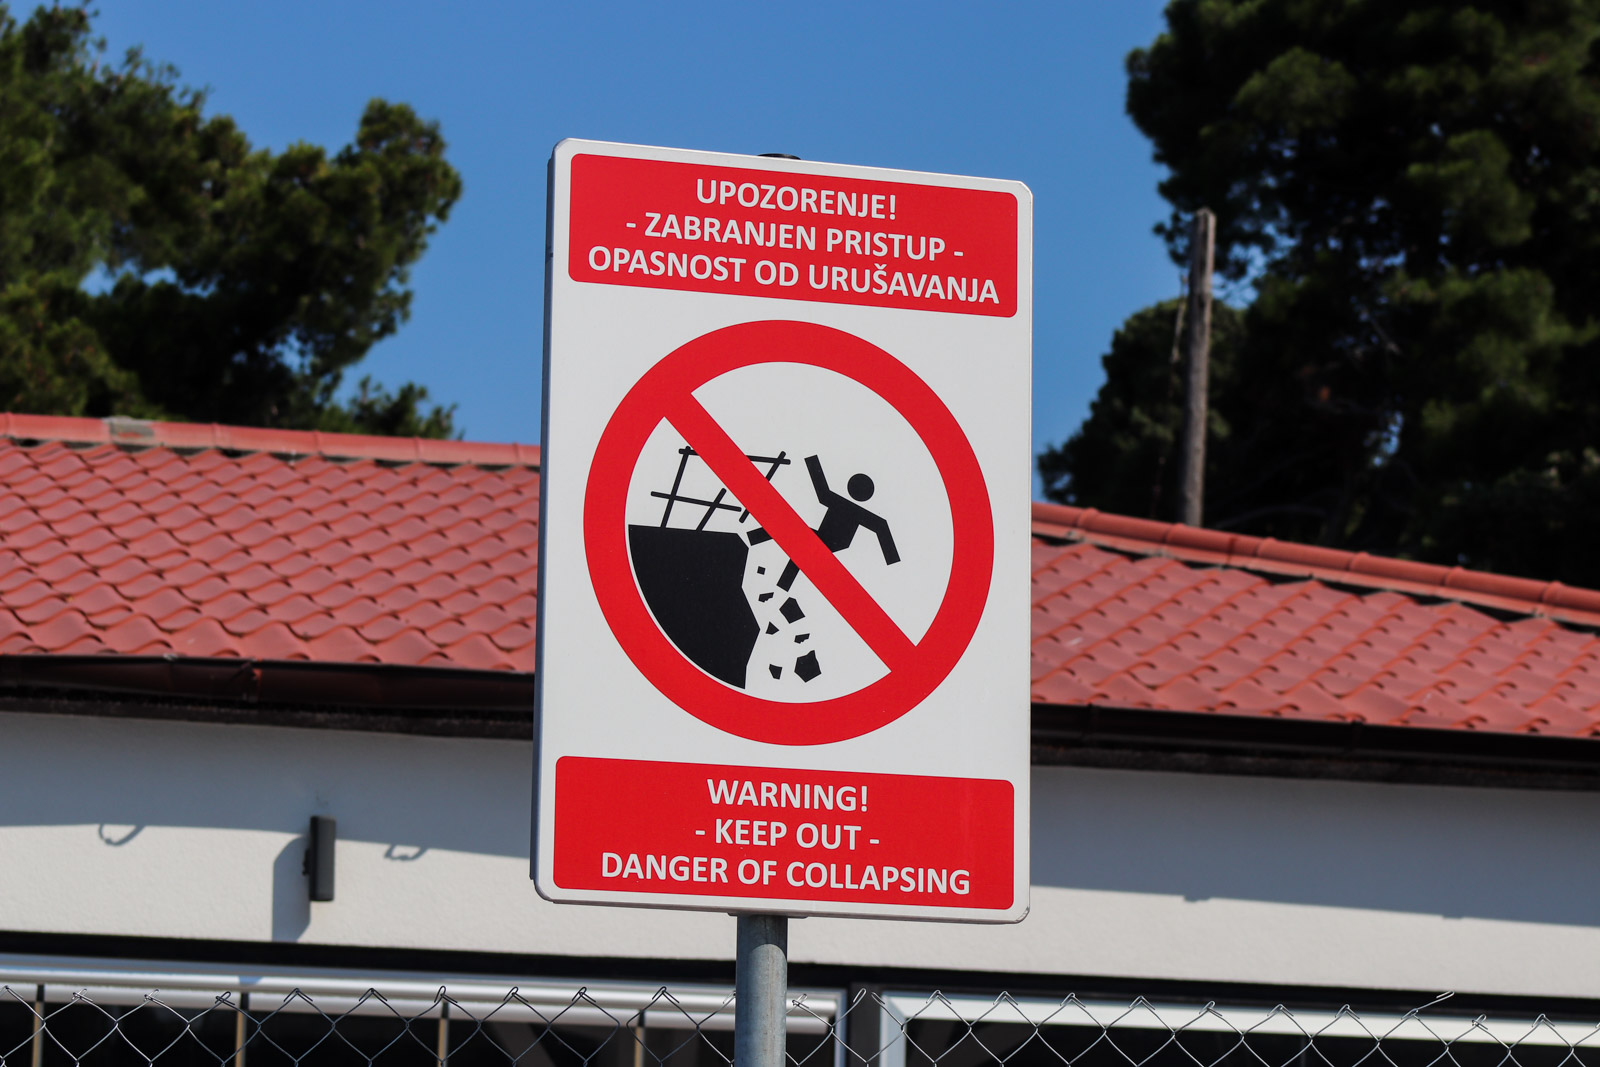 UPOZORENJE!
- ZABRANJEN PRISTUP -
OPASNOST OD URUŠAVANJA
WARNING!
- KEEP OUT -
DANGER OF COLLAPSING